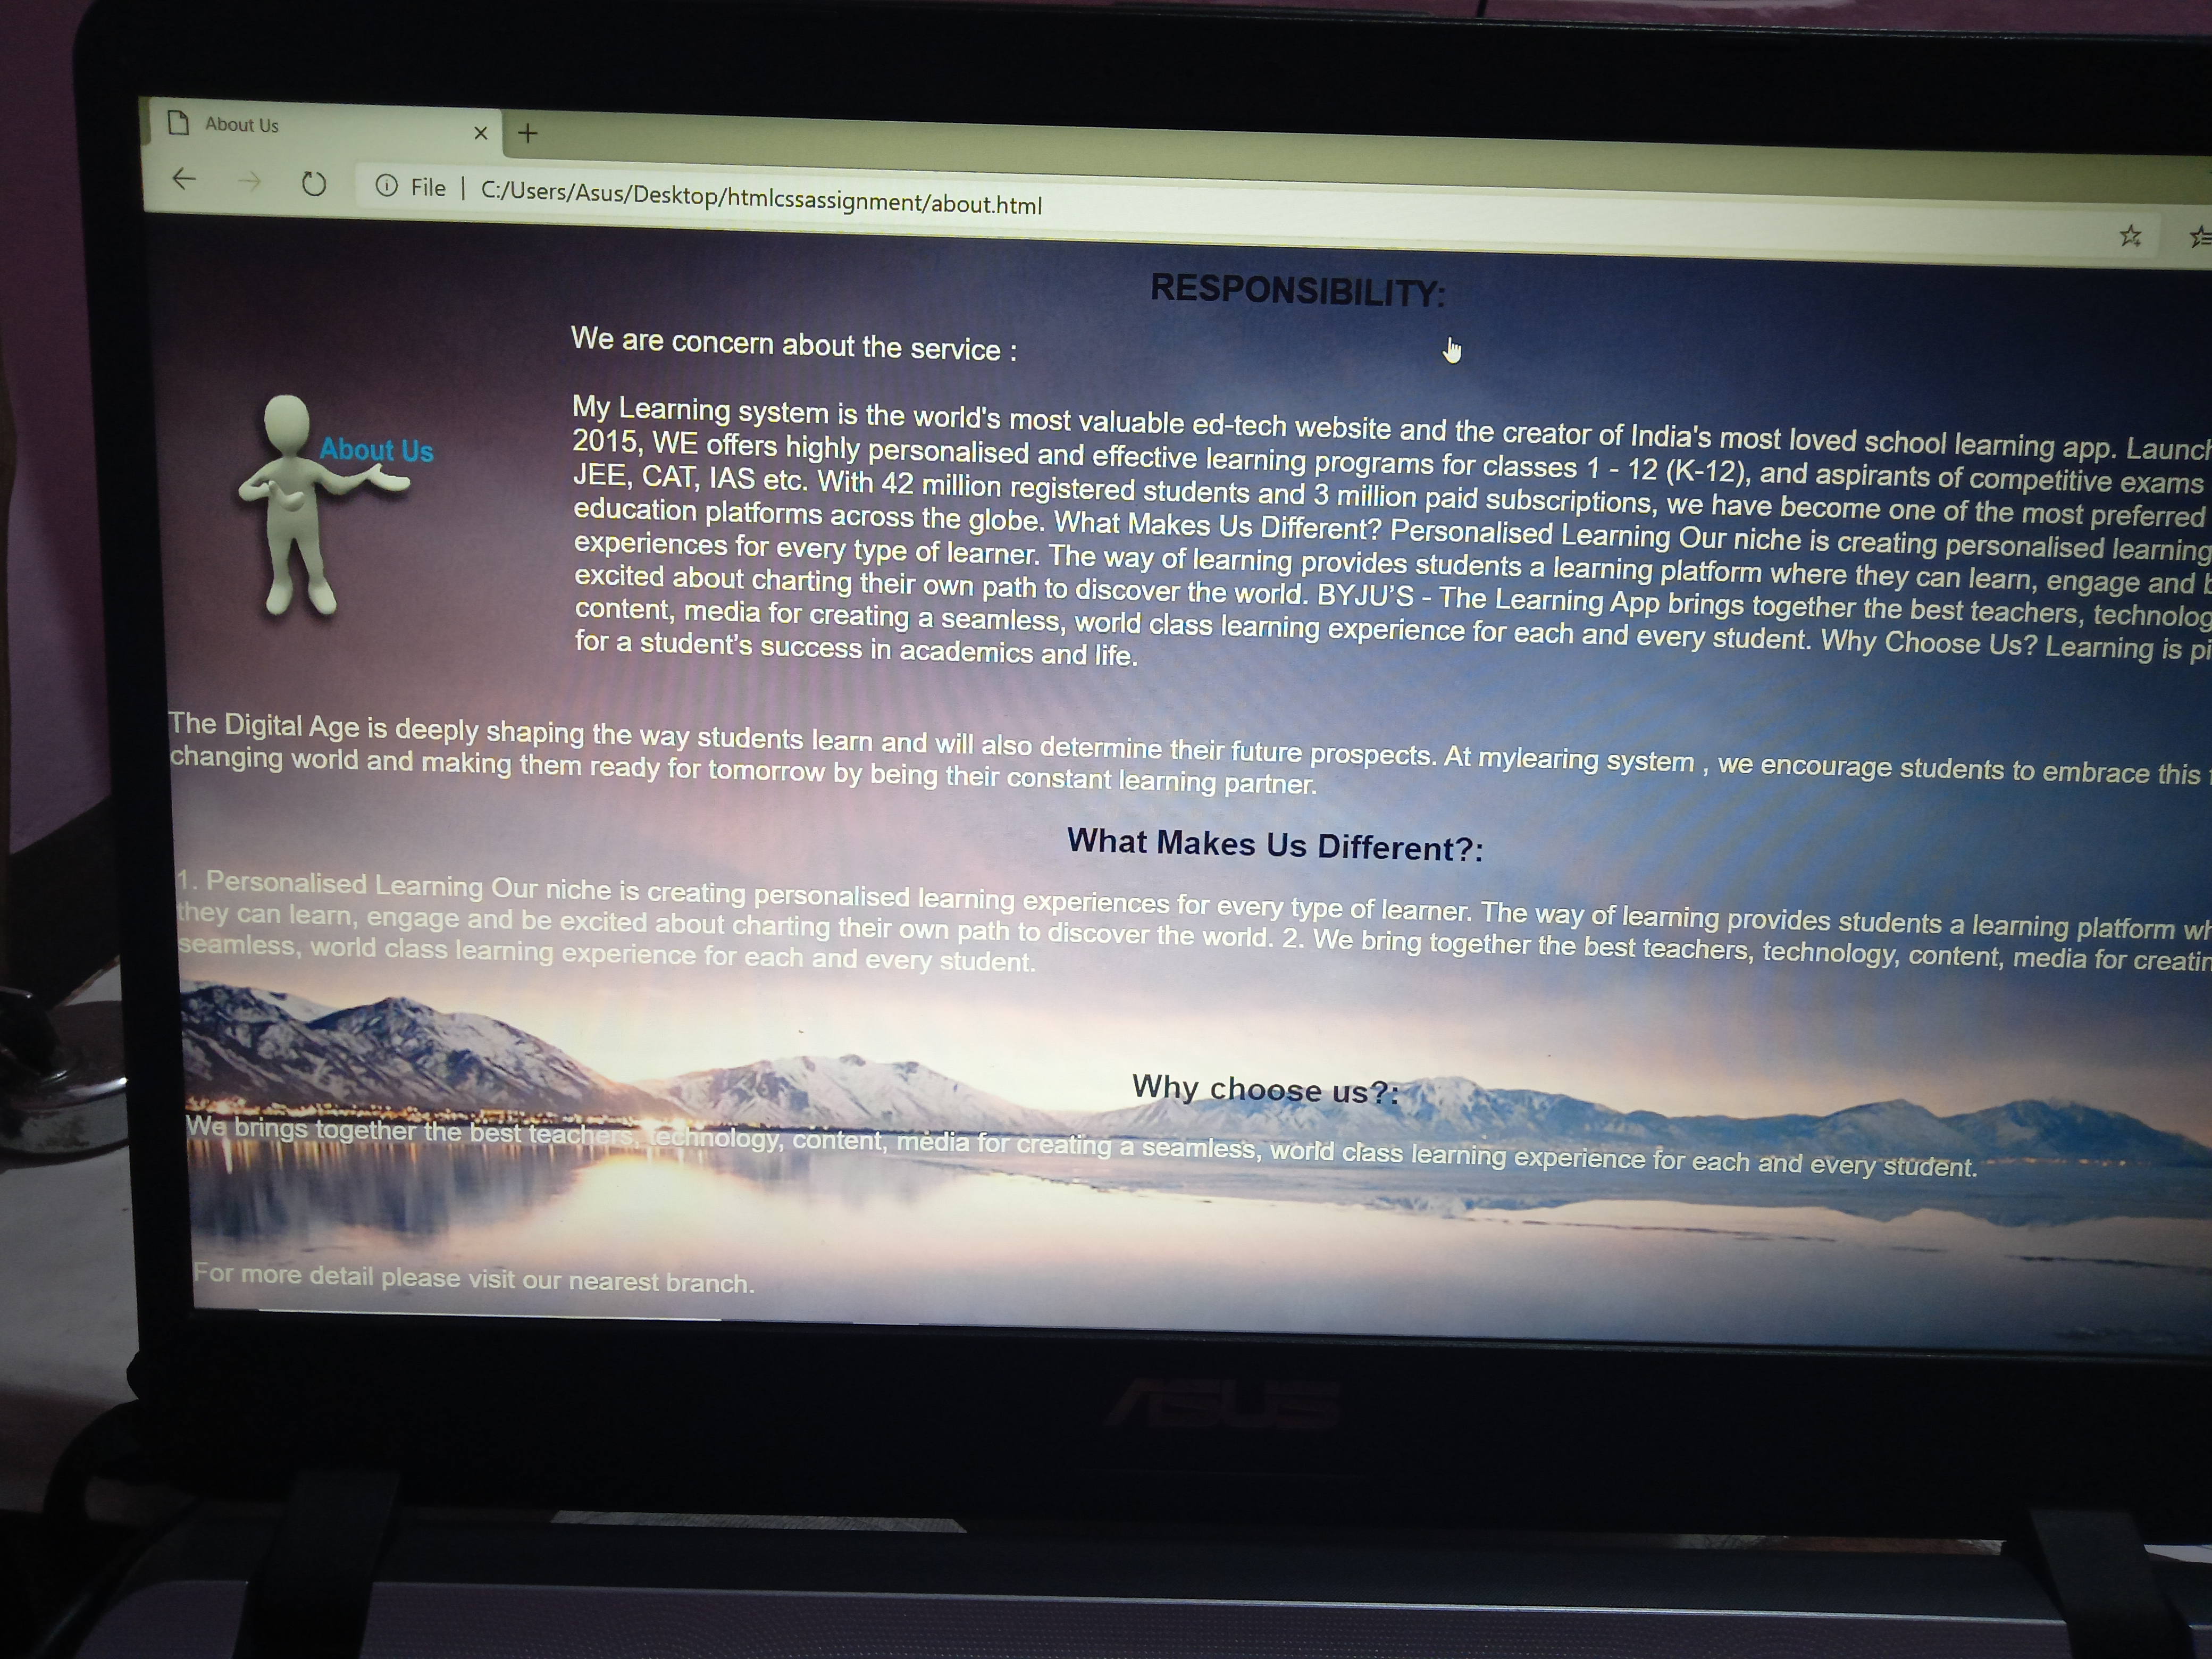 About Us
File | C:/Users/Asus/Desktop/htmlcssassignment/about.html
RESPONSIBILITY:
We are concern about the service :
About Us
My Learning system is the world's most valuable ed-tech website and the creator of India's most loved school learning app.
2015, WE offers highly personalised and effective learning programs for classes 1 - 12 (K-12), and aspirants of competitive exams
JEE, CAT, IAS etc. With 42 million registered students and 3 million paid subscriptions, we have become one of the most preferred
education platforms across the globe. What Makes Us Different? Personalised Learning Our niche is creating personalised learning
experiences for every type of learner. The way of learning provides students a learning platform where they can learn, engage and
excited about charting their own path to discover the world. BYJU'S - The Learning App brings together the best teachers,
content, media for creating a seamless, world class learning experience for each and every student. Why Choose Us? Learning is
for a student's success in academics and life.
The Digital Age is deeply shaping the way students learn and will also determine their future prospects. At mylearing system , we encourage students to embrace this
changing world and making them ready for tomorrow by being their constant learning partner.
What Makes Us Different?:
1. Personalised Learning Our niche is creating personalised learning experiences for every type of learner. The way of learning provides students a learning platform
they can learn, engage and be excited about charting their own path to discover the world. 2. We bring together the best teachers, technology, content, media for
seamless, world class learning experience for each and every student.
Why choose us?:
We brings together the best teachers, technology, content, media for creating a seamless, world class learning experience for each and every student.
For more detail please visit our nearest branch.
ASUS